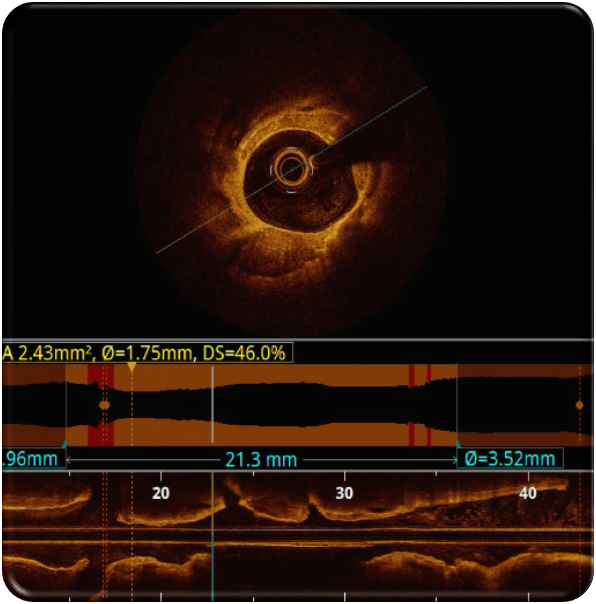 A 2.43mm², Ø=1.75mm, DS=46.0%
.96mm 21.3 mm Ø=3.52mm
20 30 40